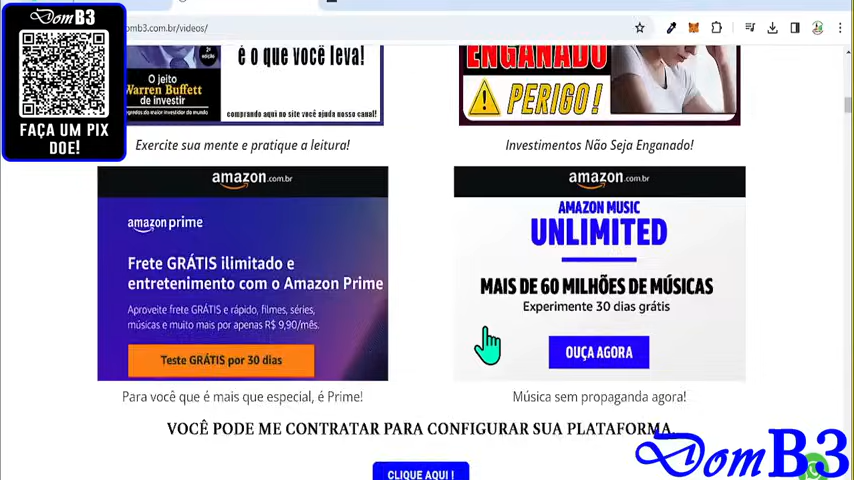 DomB3
FAÇA UM PIX
DOE!
omb3.com.br/videos/
O jeito
Warren Buffett
de investir
é o que você leva!
comprando aqui no site você ajuda nosso canal!
ENGANADO
PERIGO!
Exercite sua mente e pratique a leitura!
Investimentos Não Seja Enganado!
amazon.com.br
amazon prime
Frete GRÁTIS ilimitado e
entretenimento com o Amazon Prime
Aproveite frete GRÁTIS e rápido, filmes, séries,
músicas e muito mais por apenas R$ 9,90/mês.
Teste GRÁTIS por 30 dias
amazon.com.br
AMAZON MUSIC
UNLIMITED
MAIS DE 60 MILHÕES DE MÚSICAS
Experimente 30 dias grátis
OUÇA AGORA
Para você que é mais que especial, é Prime!
Música sem propaganda agora!
VOCÊ PODE ME CONTRATAR PARA CONFIGURAR SUA PLATAFORMA.
CLIQUE AQUI !
DomB3